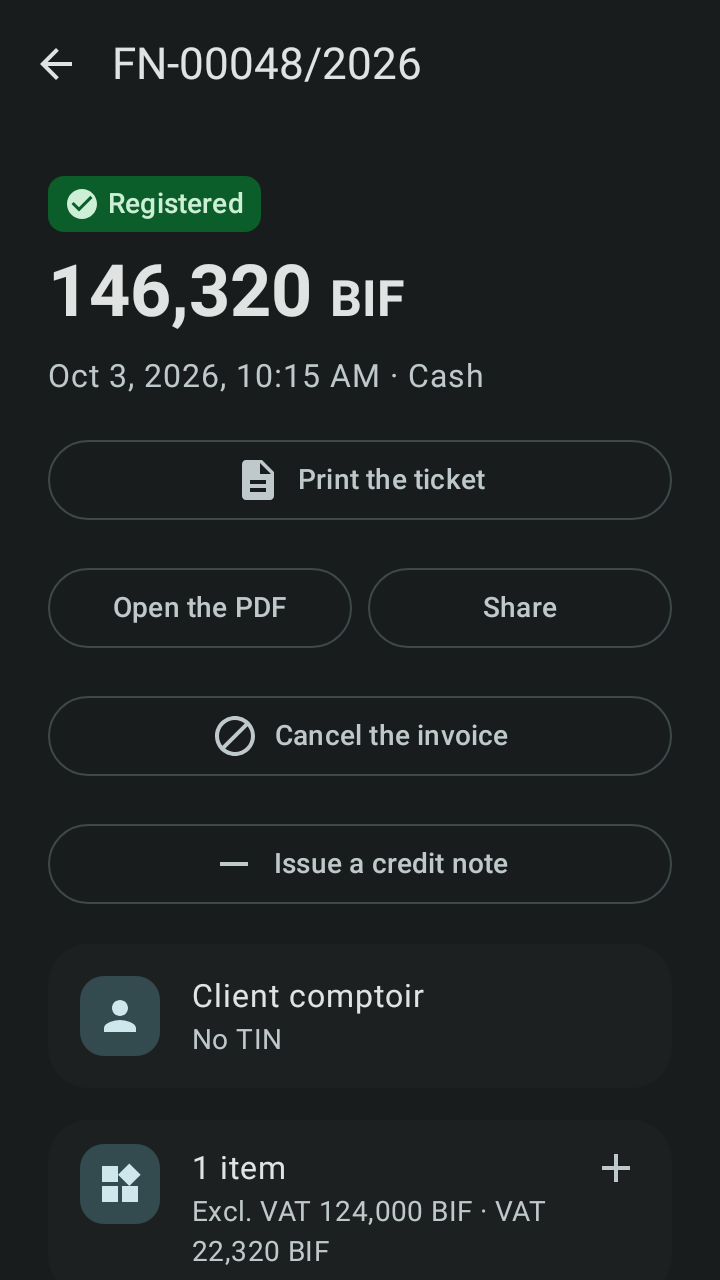 FN-00048/2026
Registered
146,320 BIF
Oct 3, 2026, 10:15 AM · Cash
Print the ticket
Open the PDF
Share
Cancel the invoice
Issue a credit note
Client comptoir
No TIN
1 item
Excl. VAT 124,000 BIF · VAT
22,320 BIF